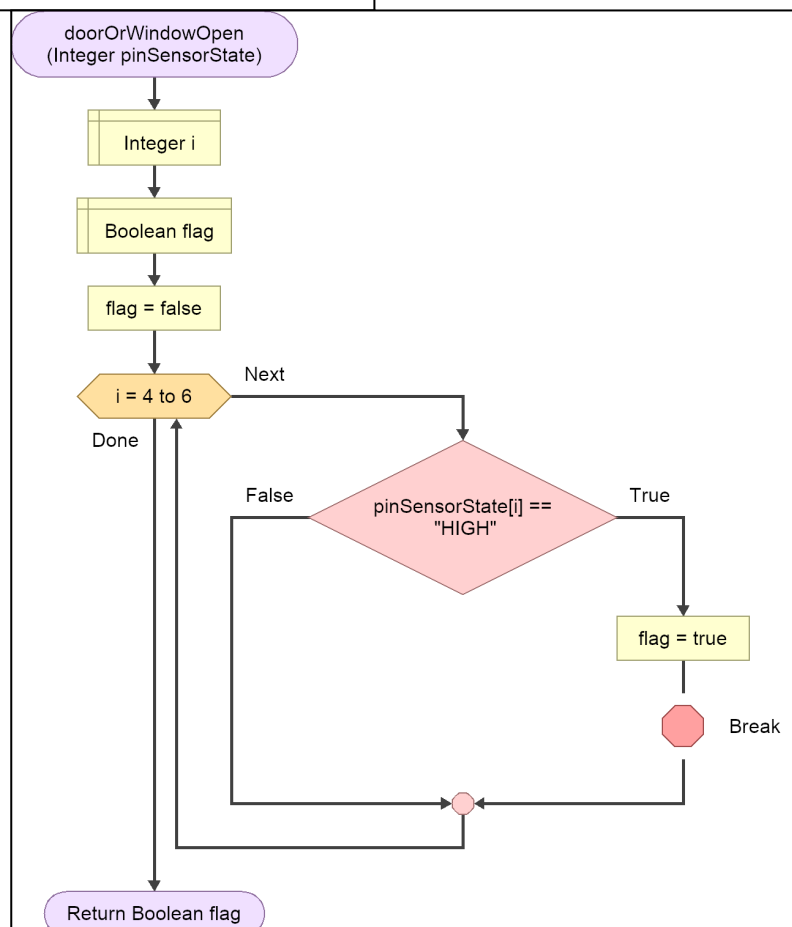 doorOrWindowOpen
(Integer pinSensorState)
Integer i
Boolean flag
flag = false
i = 4 to 6
Next
Done
False
pinSensorState[i] ==
"HIGH"
True
flag = true
Break
Return Boolean flag